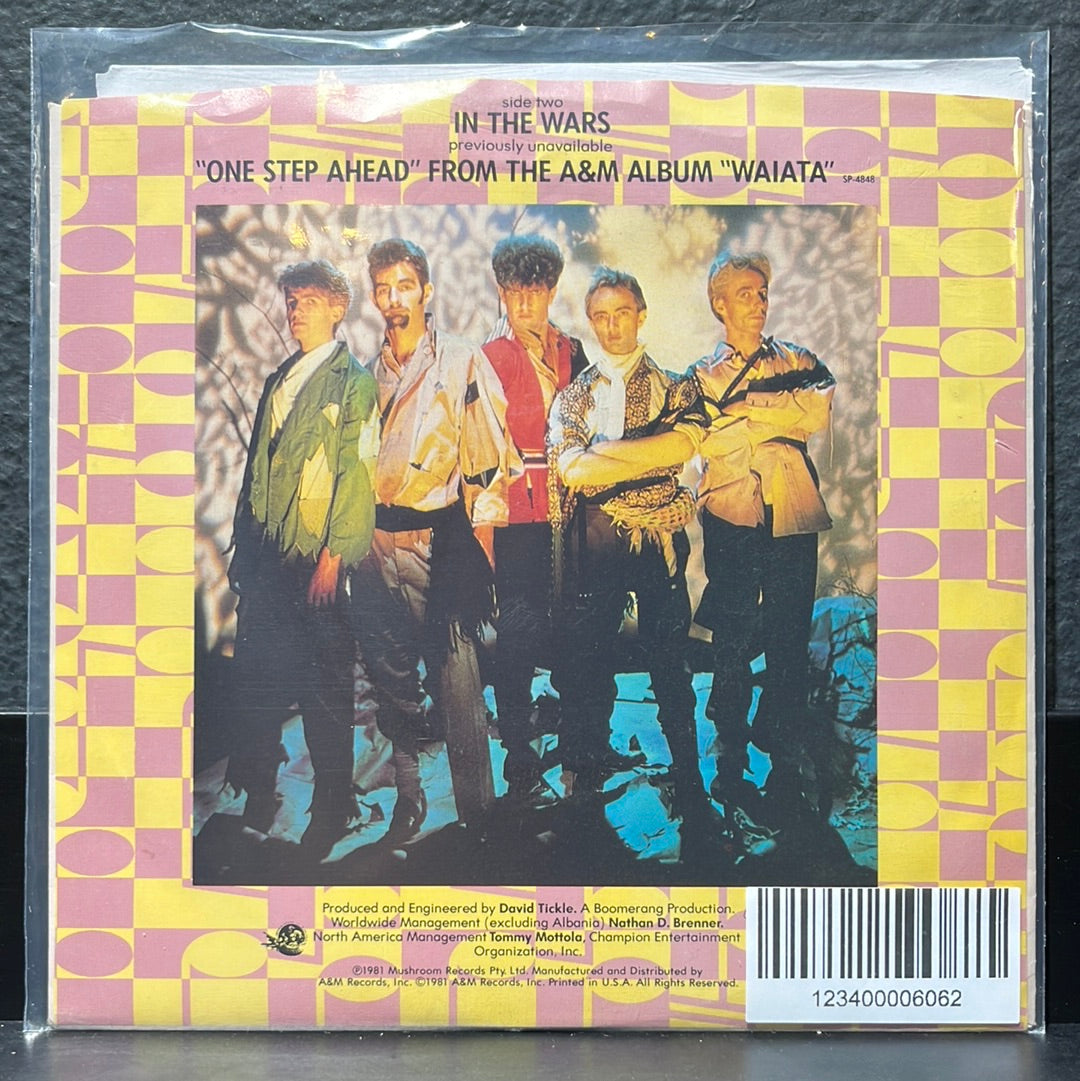 side two
IN THE WARS
previously unavailable
"ONE STEP AHEAD" FROM THE A&M ALBUM "WAIATA" SP-4848
Produced and Engineered by David Tickle. A Boomerang Production.
Worldwide Management (excluding Albania) Nathan D. Brenner.
North America Management Tommy Mottola, Champion Entertainment
Organization, Inc.
℗1981 Mushroom Records Pty. Ltd. Manufactured and Distributed by
A&M Records, Inc. ©1981 A&M Records, Inc. Printed in U.S.A. All Rights Reserved.
123400006062